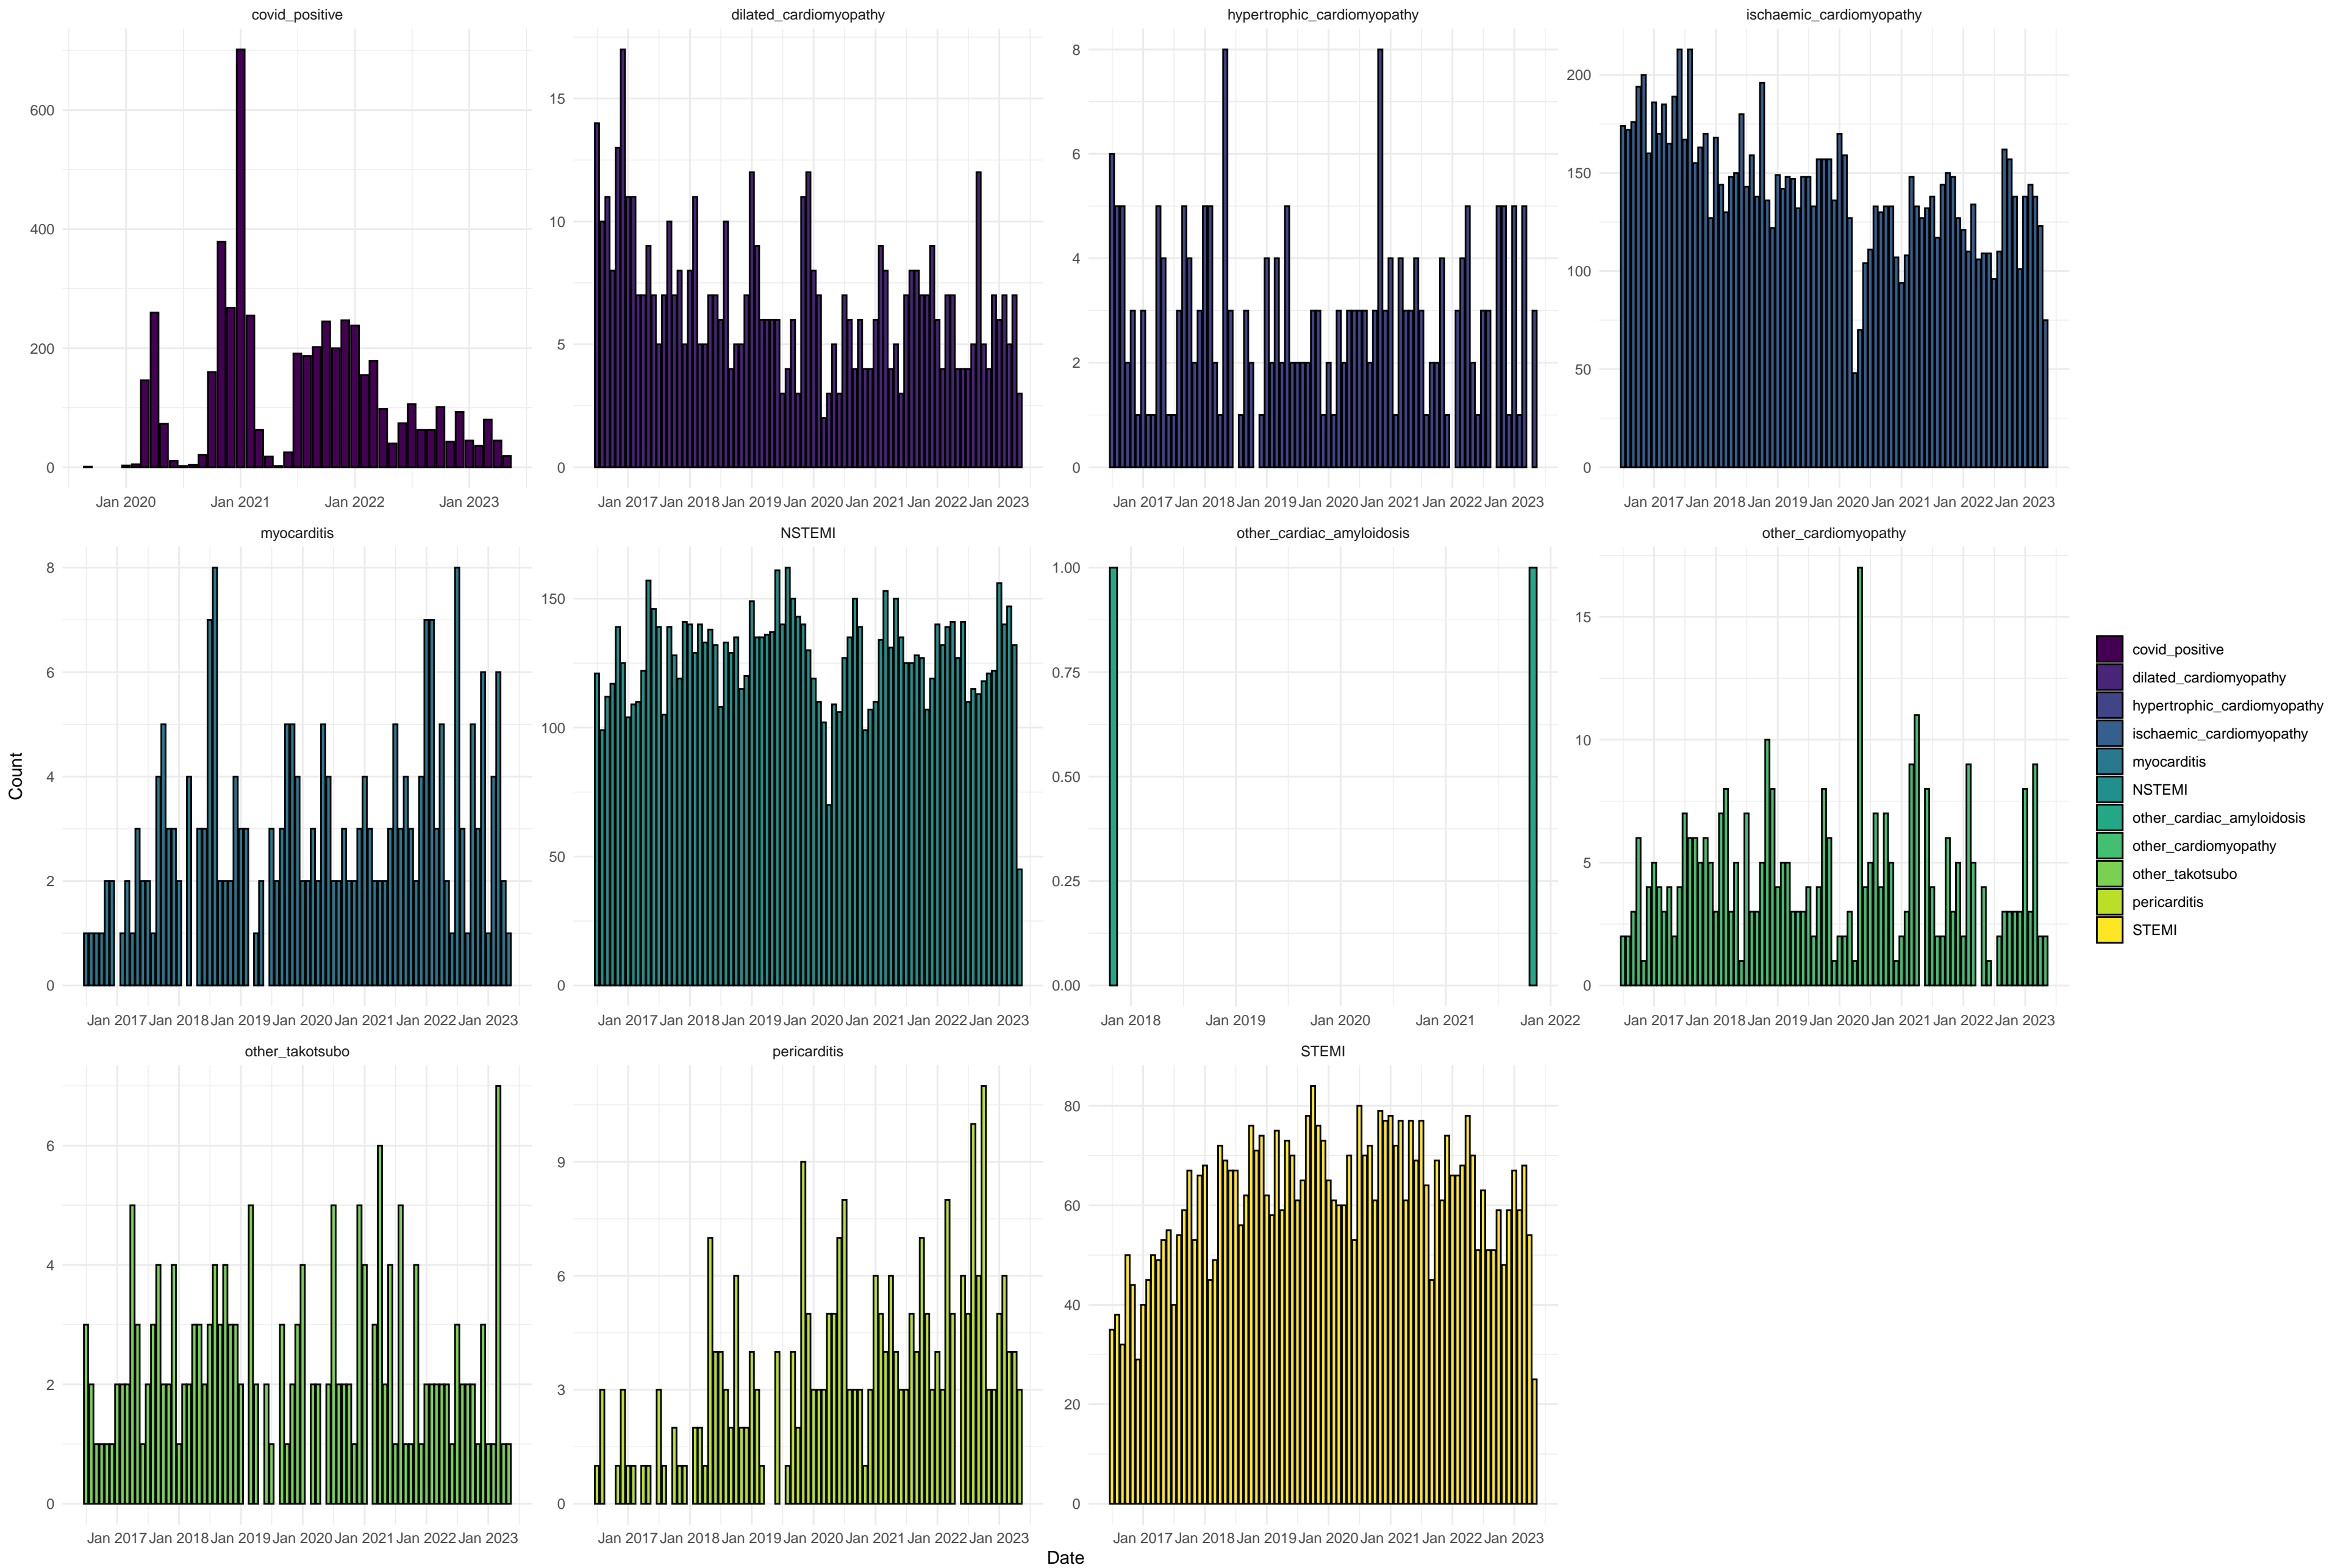 covid_positive
dilated_cardiomyopathy
hypertrophic_cardiomyopathy
ischaemic_cardiomyopathy
600
400
200
0
15
10
5
0
8
6
4
2
0
200
150
100
50
0
Jan 2020 Jan 2021 Jan 2022 Jan 2023
Jan 2017 Jan 2018 Jan 2019 Jan 2020 Jan 2021 Jan 2022 Jan 2023
Jan 2017 Jan 2018 Jan 2019 Jan 2020 Jan 2021 Jan 2022 Jan 2023
Jan 2017 Jan 2018 Jan 2019 Jan 2020 Jan 2021 Jan 2022 Jan 2023
myocarditis
NSTEMI
other_cardiac_amyloidosis
other_cardiomyopathy
8
6
4
2
0
150
100
50
0
1.00
0.75
0.50
0.25
0.00
15
10
5
0
Jan 2017 Jan 2018 Jan 2019 Jan 2020 Jan 2021 Jan 2022 Jan 2023
Jan 2017 Jan 2018 Jan 2019 Jan 2020 Jan 2021 Jan 2022 Jan 2023
Jan 2018 Jan 2019 Jan 2020 Jan 2021 Jan 2022
Jan 2017 Jan 2018 Jan 2019 Jan 2020 Jan 2021 Jan 2022 Jan 2023
other_takotsubo
pericarditis
STEMI
6
4
2
0
9
6
3
0
80
60
40
20
0
Jan 2017 Jan 2018 Jan 2019 Jan 2020 Jan 2021 Jan 2022 Jan 2023
Jan 2017 Jan 2018 Jan 2019 Jan 2020 Jan 2021 Jan 2022 Jan 2023
Jan 2017 Jan 2018 Jan 2019 Jan 2020 Jan 2021 Jan 2022 Jan 2023
Count
Date
covid_positive
dilated_cardiomyopathy
hypertrophic_cardiomyopathy
ischaemic_cardiomyopathy
myocarditis
NSTEMI
other_cardiac_amyloidosis
other_cardiomyopathy
other_takotsubo
pericarditis
STEMI